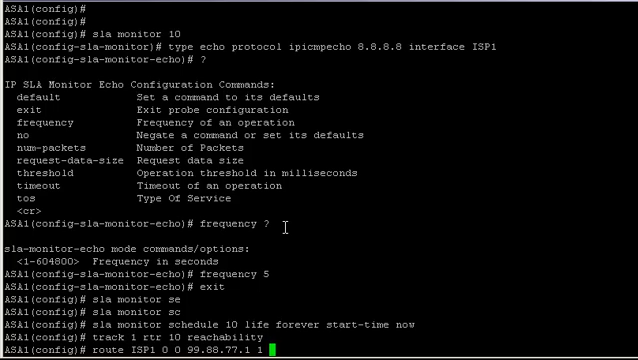 ASA1(config)#
ASA1(config)#
ASA1(config)# sla monitor 10
ASA1(config-sla-monitor)# type echo protocol ipicmpecho 8.8.8.8 interface ISP1
ASA1(config-sla-monitor-echo)# ?
IP SLA Monitor Echo Configuration Commands:
default Set a command to its defaults
exit Exit probe configuration
frequency Frequency of an operation
no Negate a command or set its defaults
num-packets Number of Packets
request-data-size Request data size
threshold Operation threshold in milliseconds
timeout Timeout of an operation
tos Type Of Service
<cr>
ASA1(config-sla-monitor-echo)# frequency ?
sla-monitor-echo mode commands/options:
<1-604800> Frequency in seconds
ASA1(config-sla-monitor-echo)# frequency 5
ASA1(config-sla-monitor-echo)# exit
ASA1(config)# sla monitor se
ASA1(config)# sla monitor sc
ASA1(config)# sla monitor schedule 10 life forever start-time now
ASA1(config)# track 1 rtr 10 reachability
ASA1(config)# route ISP1 0 0 99.88.77.1 1